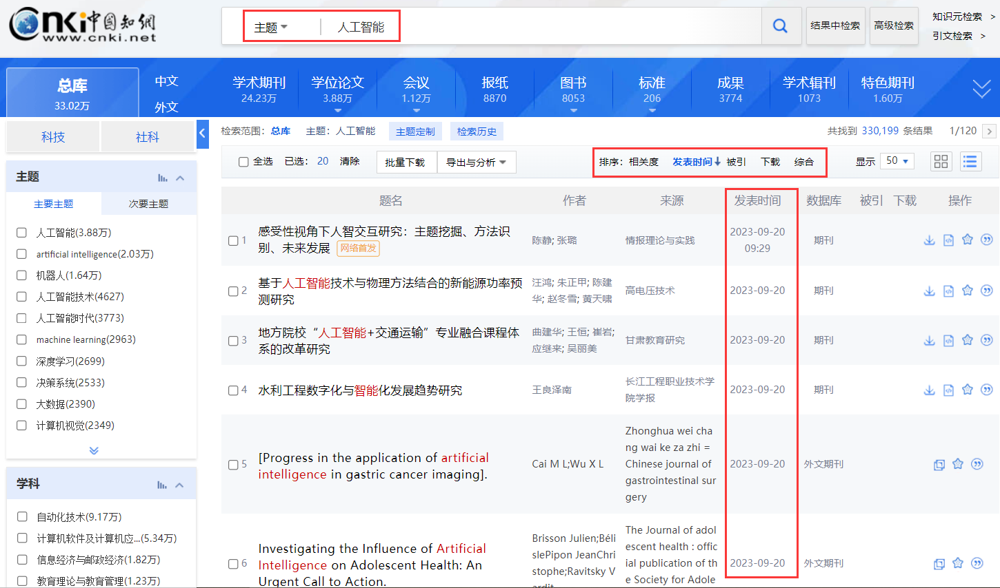 CNKI中国知網
www.cnki.net
主题 人工智能
结果中检索
高级检索
知识元检索 >
引文检索 >
总库
33.02万
中文
外文
学术期刊
24.23万
学位论文
3.88万
会议
1.12万
报纸
8870
图书
8053
标准
206
成果
3774
学术辑刊
1073
特色期刊
1.60万
科技
社科
检索范围：总库 主题：人工智能 主题定制 检索历史 共找到 330,199 条结果 1/120 >
全选 已选：20 清除 批量下载 导出与分析 排序：相关度 发表时间↓ 被引 下载 综合 显示 50
主题
主要主题 次要主题
人工智能(3.88万)
artificial intelligence(2.03万)
机器人(1.64万)
人工智能技术(4627)
人工智能时代(3773)
machine learning(2963)
深度学习(2699)
决策系统(2533)
大数据(2390)
计算机视觉(2349)
学科
自动化技术(9.17万)
计算机软件及计算机应...(5.34万)
信息经济与邮政经济(1.82万)
教育理论与教育管理(1.23万)
题名 作者 来源 发表时间 数据库 被引 下载 操作
1
感受性视角下人智交互研究：主题挖掘、方法识
别、未来发展 网络首发
陈静; 张璐
情报理论与实践
2023-09-20
09:29
期刊
2
基于人工智能技术与物理方法结合的新能源功率预
测研究
汪鸿; 朱正甲; 陈建
华; 赵冬雪; 黄天啸
高电压技术
2023-09-20
期刊
3
地方院校“人工智能+交通运输”专业融合课程体
系的改革研究
曲建华; 王恒; 崔岩;
应继来; 吴丽美
甘肃教育研究
2023-09-20
期刊
4
水利工程数字化与智能化发展趋势研究
王良泽南
长江工程职业技术学
院学报
2023-09-20
期刊
5
[Progress in the application of artificial
intelligence in gastric cancer imaging].
Cai M L;Wu X L
Zhonghua wei cha
ng wai ke za zhi =
Chinese journal of
gastrointestinal sur
gery
2023-09-20
外文期刊
6
Investigating the Influence of Artificial
Intelligence on Adolescent Health: An
Urgent Call to Action.
Brisson Julien;Béli
slePipon JeanChri
stophe;Ravitsky V
The Journal of adol
escent health : offic
ial publication of th
e Society for Adole
2023-09-20
外文期刊